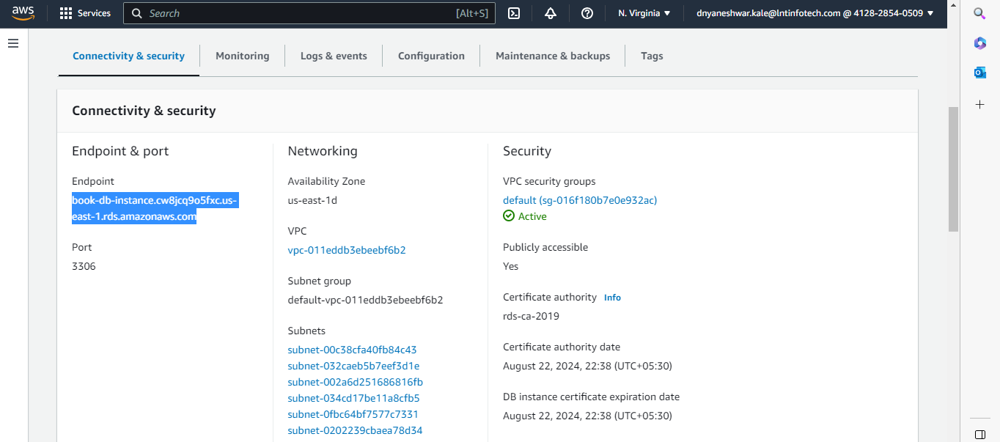 aws
Services
Search
[Alt+S]
N. Virginia
dnyaneshwar.kale@lntinfotech.com @ 4128-2854-0509
Connectivity & security
Monitoring
Logs & events
Configuration
Maintenance & backups
Tags
Connectivity & security
Endpoint & port
Endpoint
book-db-instance.cw8jcq9o5fxc.us-
east-1.rds.amazonaws.com
Port
3306
Networking
Availability Zone
us-east-1d
VPC
vpc-011eddb3ebeebf6b2
Subnet group
default-vpc-011eddb3ebeebf6b2
Subnets
subnet-00c38cfa40fb84c43
subnet-032caeb5b7eef3d1e
subnet-002a6d251686816fb
subnet-034cd17be11a8cfb5
subnet-0fbc64bf7577c7331
subnet-0202239cbaea78d34
Security
VPC security groups
default (sg-016f180b7e0e932ac)
Active
Publicly accessible
Yes
Certificate authority Info
rds-ca-2019
Certificate authority date
August 22, 2024, 22:38 (UTC+05:30)
DB instance certificate expiration date
August 22, 2024, 22:38 (UTC+05:30)